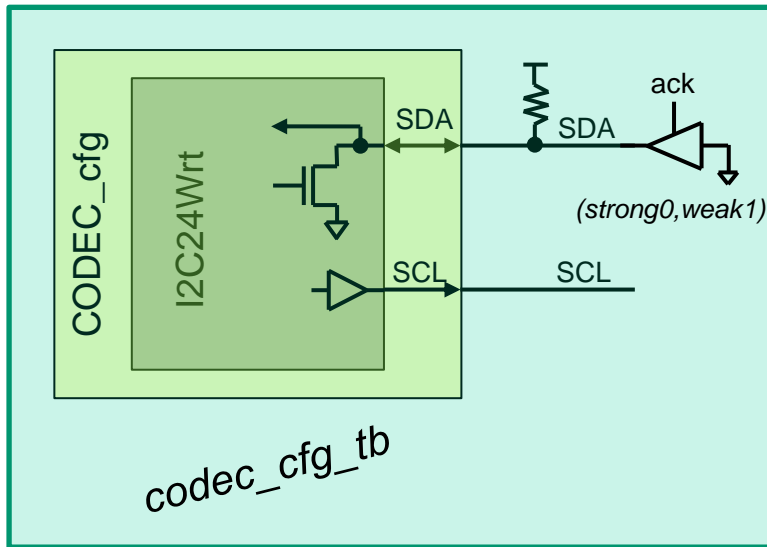 CODEC_cfg
I2C24Wrt
SDA
SDA
ack
(strong0,weak1)
SCL
SCL
codec_cfg_tb